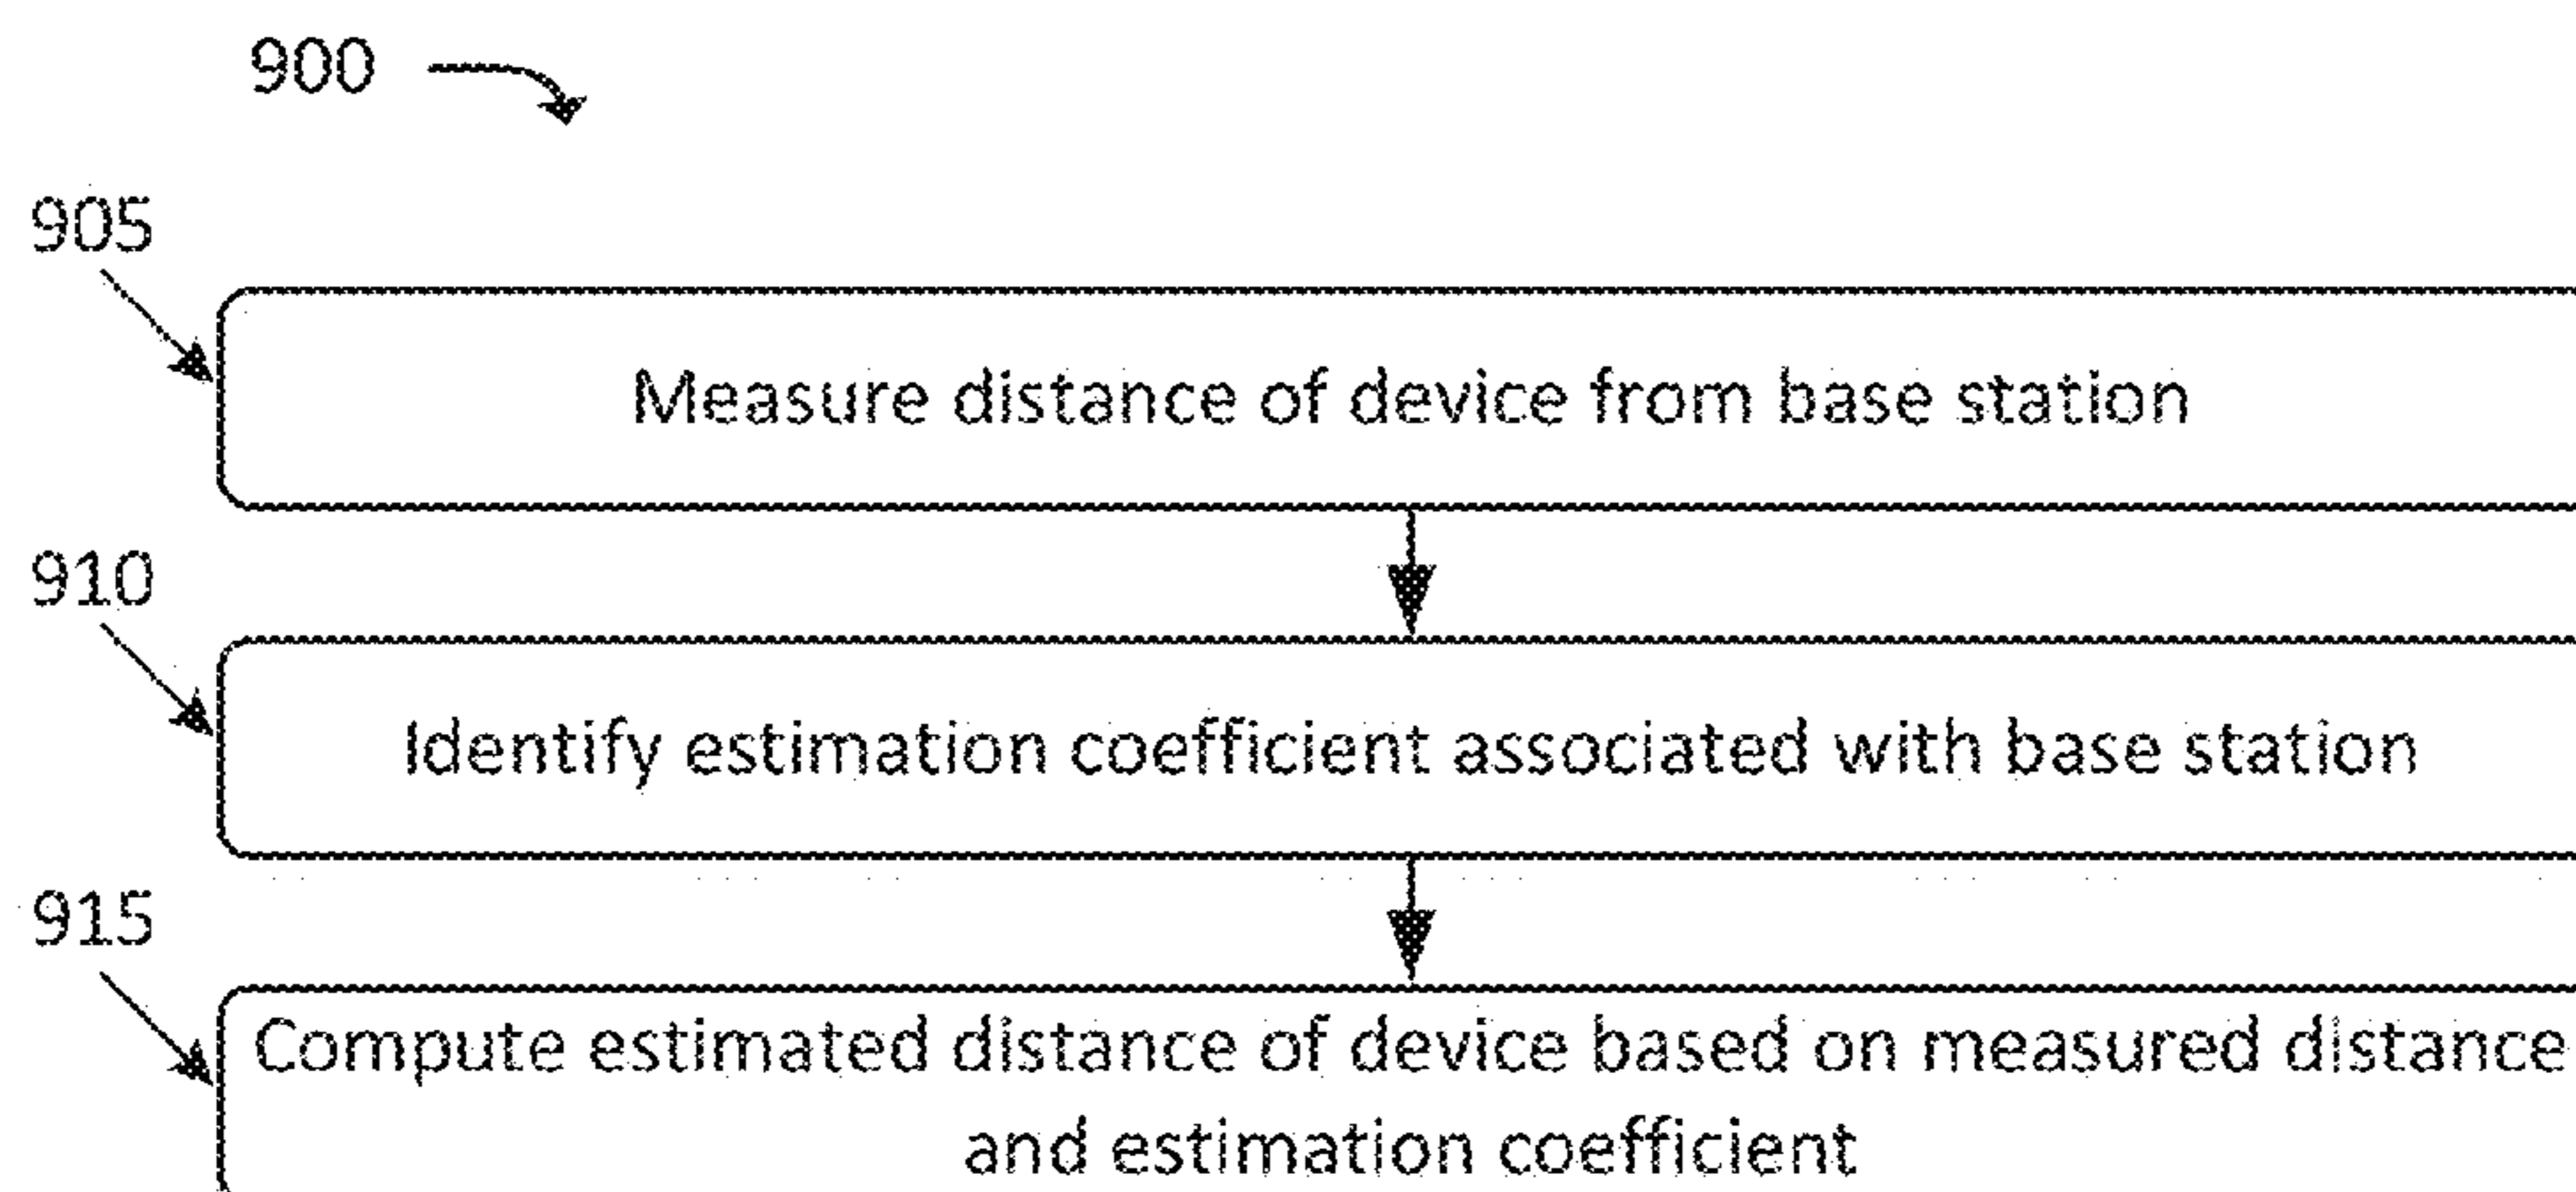 900
905
Measure distance of device from base station
910
Identify estimation coefficient associated with base station
915
Compute estimated distance of device based on measured distance
and estimation coefficient